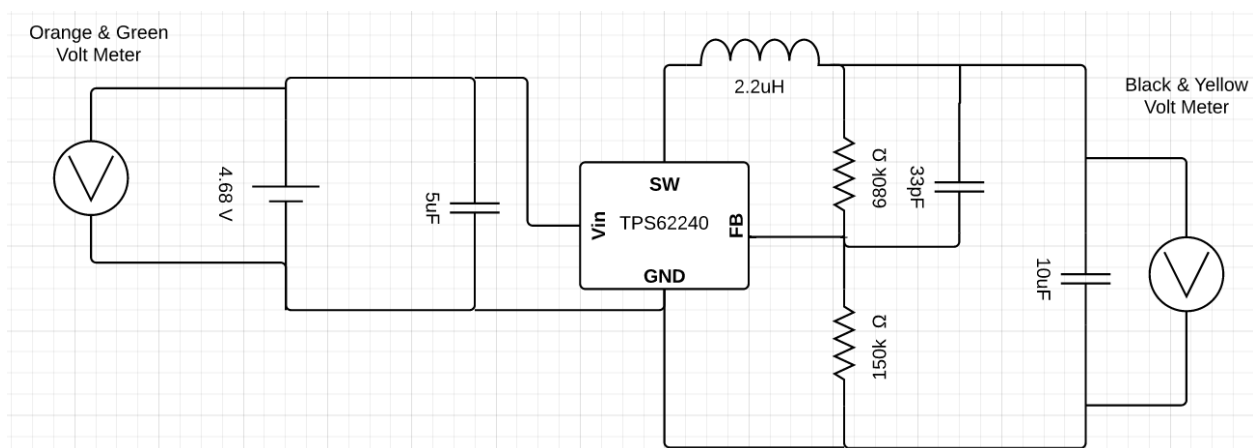 Orange & Green
Volt Meter
4.68 V
5uF
Vin
SW
TPS62240
FB
GND
2.2uH
680k Ω
33pF
150k Ω
10uF
Black & Yellow
Volt Meter